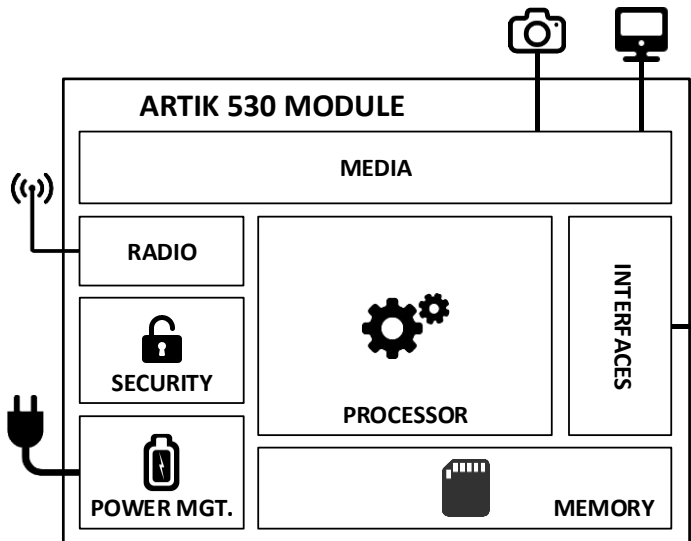 ARTIK 530 MODULE
MEDIA
RADIO
INTERFACES
SECURITY
PROCESSOR
POWER MGT.
MEMORY